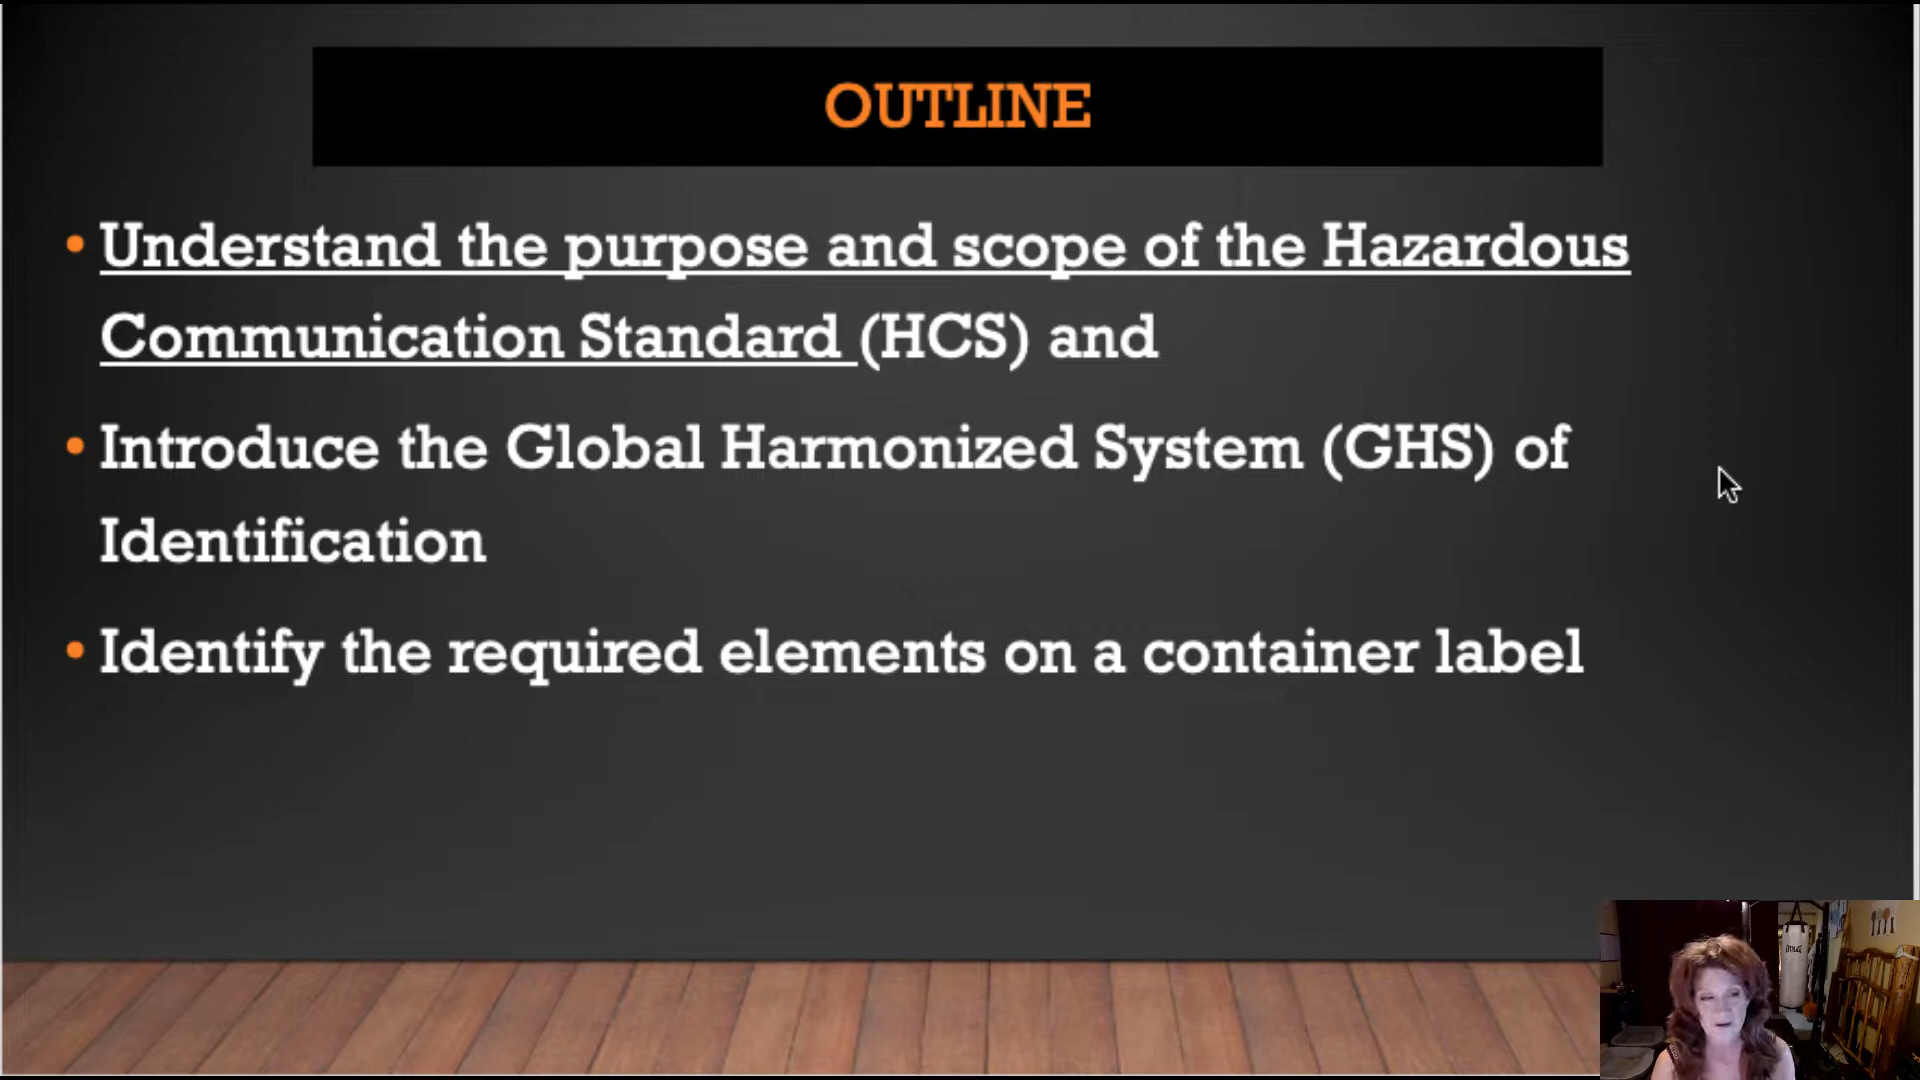 OUTLINE
• Understand the purpose and scope of the Hazardous
Communication Standard (HCS) and
• Introduce the Global Harmonized System (GHS) of
Identification
• Identify the required elements on a container label